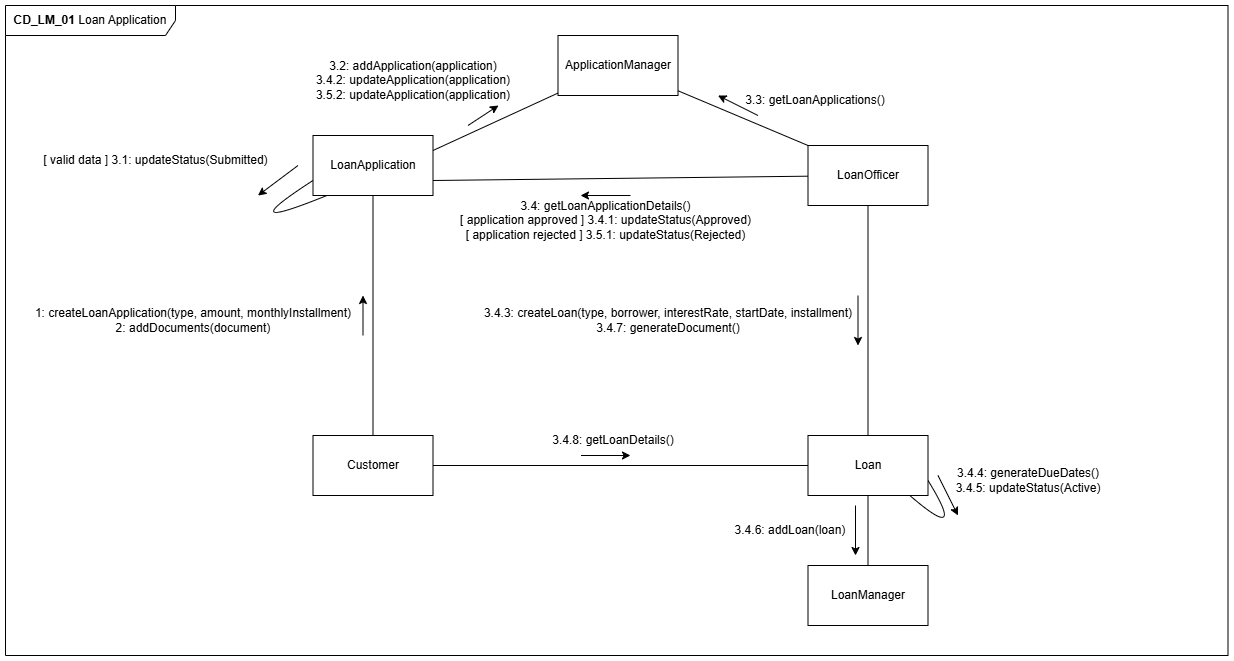 CD_LM_01 Loan Application
ApplicationManager
3.2: addApplication(application)
3.4.2: updateApplication(application)
3.5.2: updateApplication(application)
3.3: getLoanApplications()
[ valid data ] 3.1: updateStatus(Submitted)
LoanApplication
LoanOfficer
3.4: getLoanApplicationDetails()
[ application approved ] 3.4.1: updateStatus(Approved)
[ application rejected ] 3.5.1: updateStatus(Rejected)
1: createLoanApplication(type, amount, monthlyInstallment)
2: addDocuments(document)
3.4.3: createLoan(type, borrower, interestRate, startDate, installment)
3.4.7: generateDocument()
3.4.8: getLoanDetails()
Customer
Loan
3.4.4: generateDueDates()
3.4.5: updateStatus(Active)
3.4.6: addLoan(loan)
LoanManager